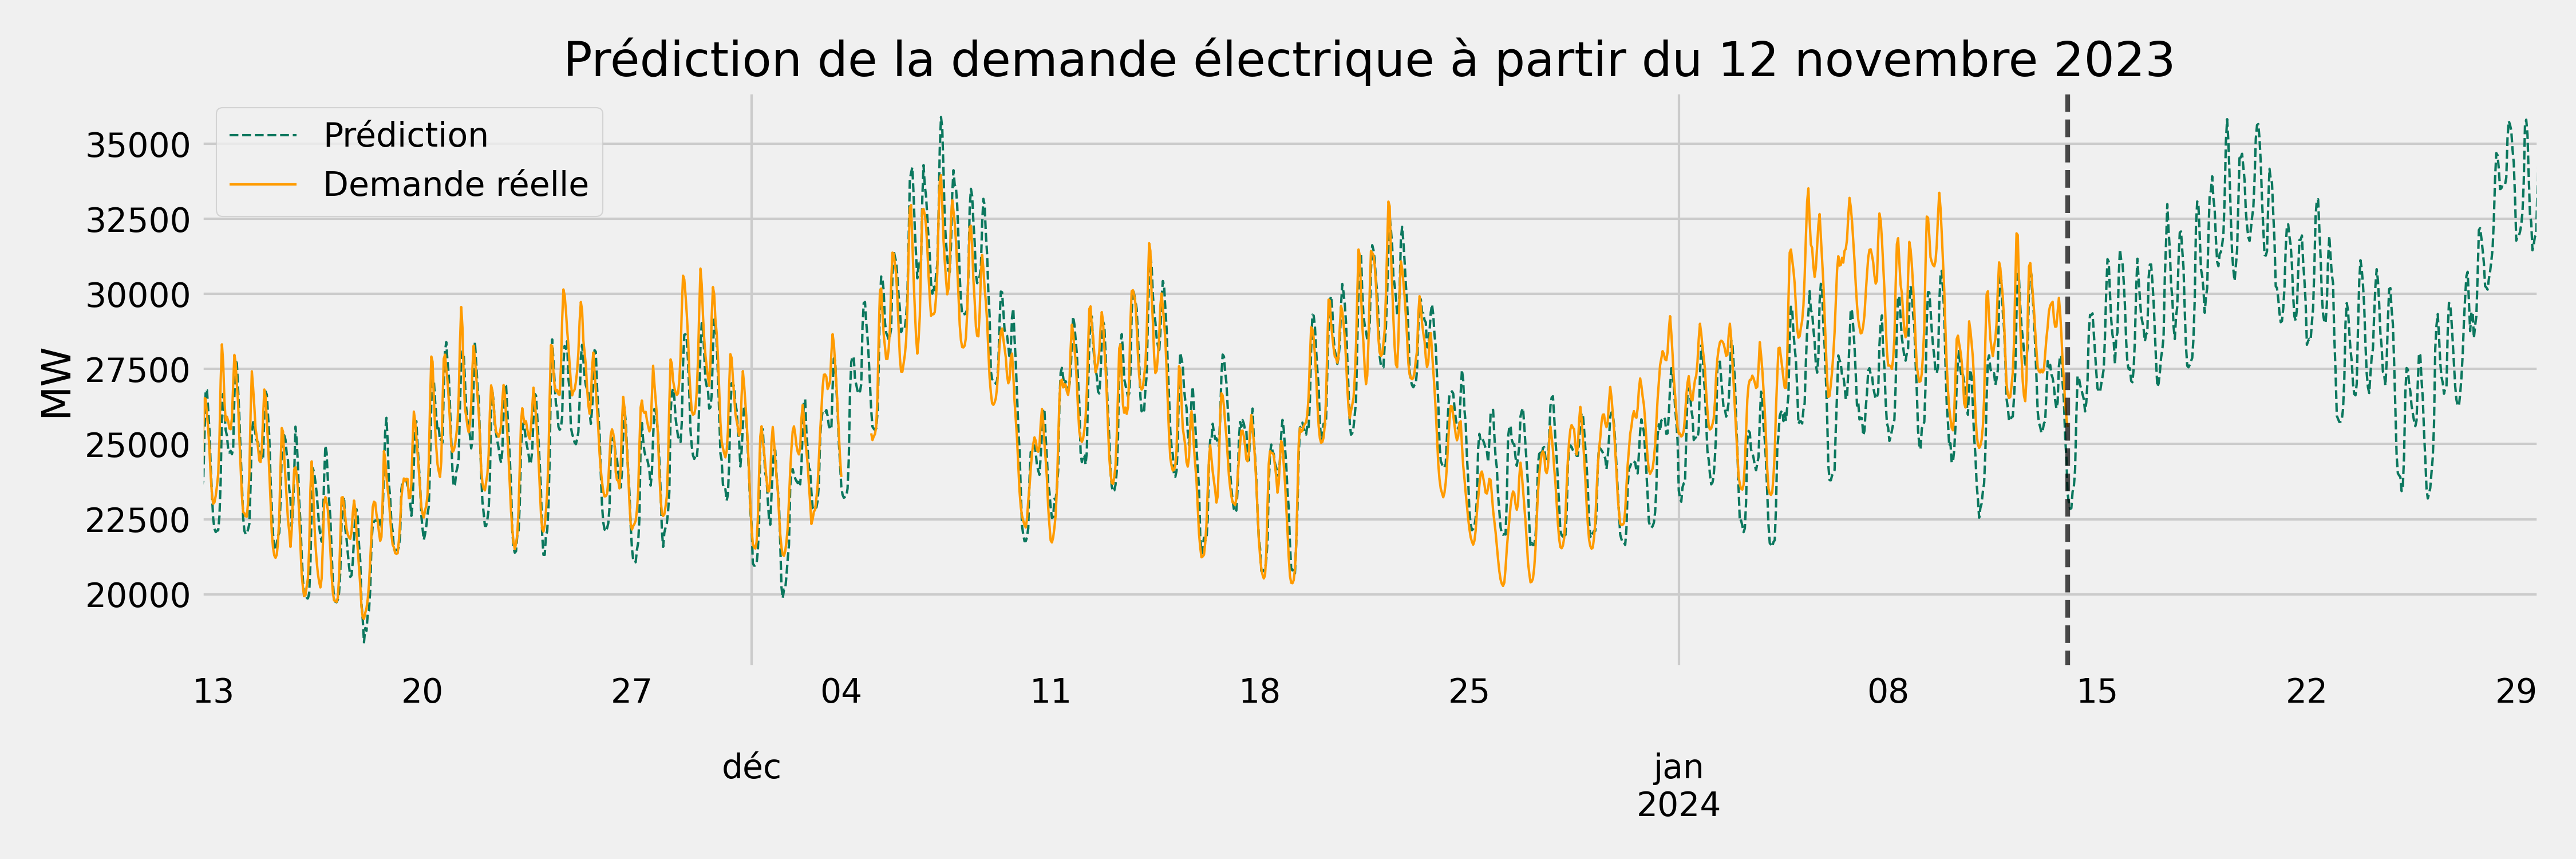 Prédiction de la demande électrique à partir du 12 novembre 2023
Prédiction
Demande réelle
35000
32500
30000
27500
25000
22500
20000
MW
13 20 27 04 11 18 25 08 15 22 29
déc jan
2024